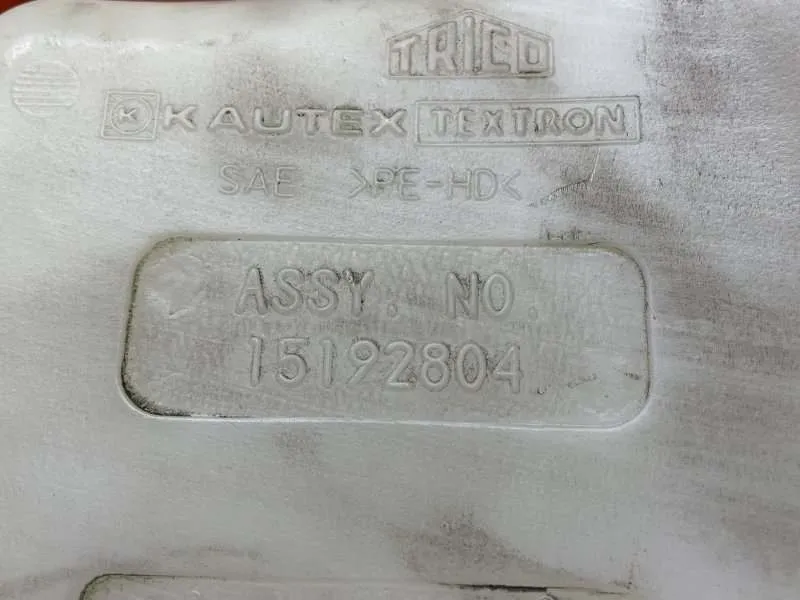 TRICO
K KAUTEX TEXTRON
SAE >PE-HD<
ASSY. NO.
15192804